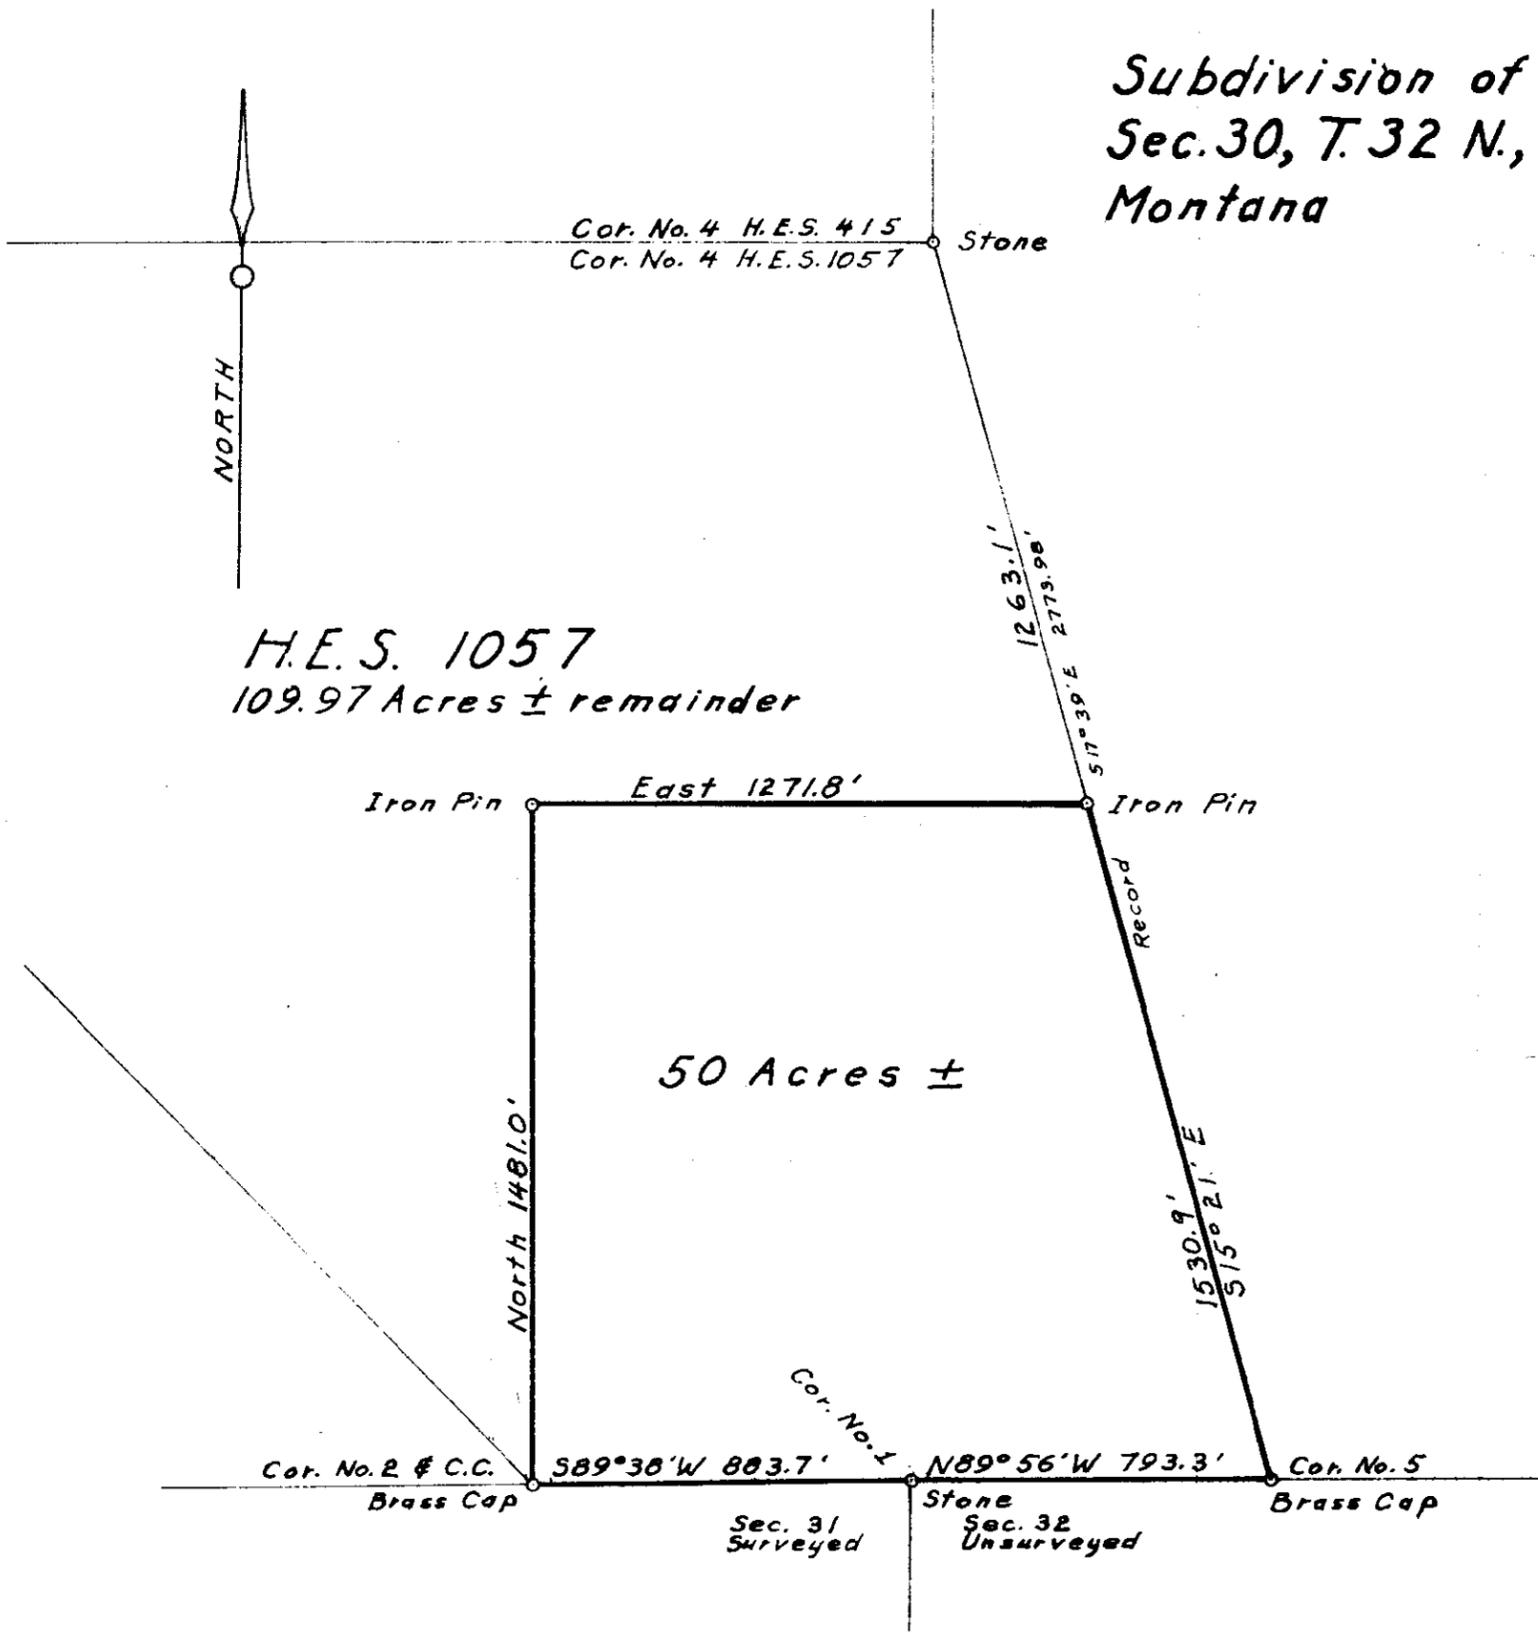 Subdivision of
Sec. 30, T. 32 N.,
Montana
Cor. No. 4 H.E.S. 415
Cor. No. 4 H.E.S. 1057
Stone
NORTH
1263.1'
2773.98'
S17°39'E
Record
H.E.S. 1057
109.97 Acres ± remainder
Iron Pin
East 1271.8'
Iron Pin
50 Acres ±
North 1481.0'
1530.9'
S15°21'E
Cor. No. 1
Cor. No. 2 & C.C.
Brass Cap
S89°38'W 883.7'
N89°56'W 793.3'
Cor. No. 5
Brass Cap
Stone
Sec. 31
Surveyed
Sec. 32
Unsurveyed